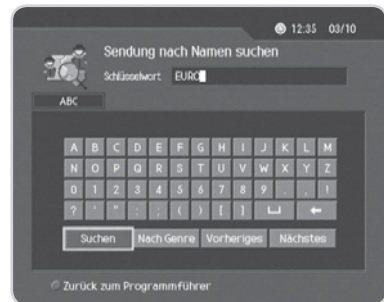 12:35 03/10
Sendung nach Namen suchen
Schlüsselwort EURO
ABC
A B C D E F G H I J K L M
N O P Q R S T U V W X Y Z
0 1 2 3 4 5 6 7 8 9 . , !
? ' " : ; ( ) [ ]
Suchen Nach Genre Vorheriges Nächstes
Zurück zum Programmführer